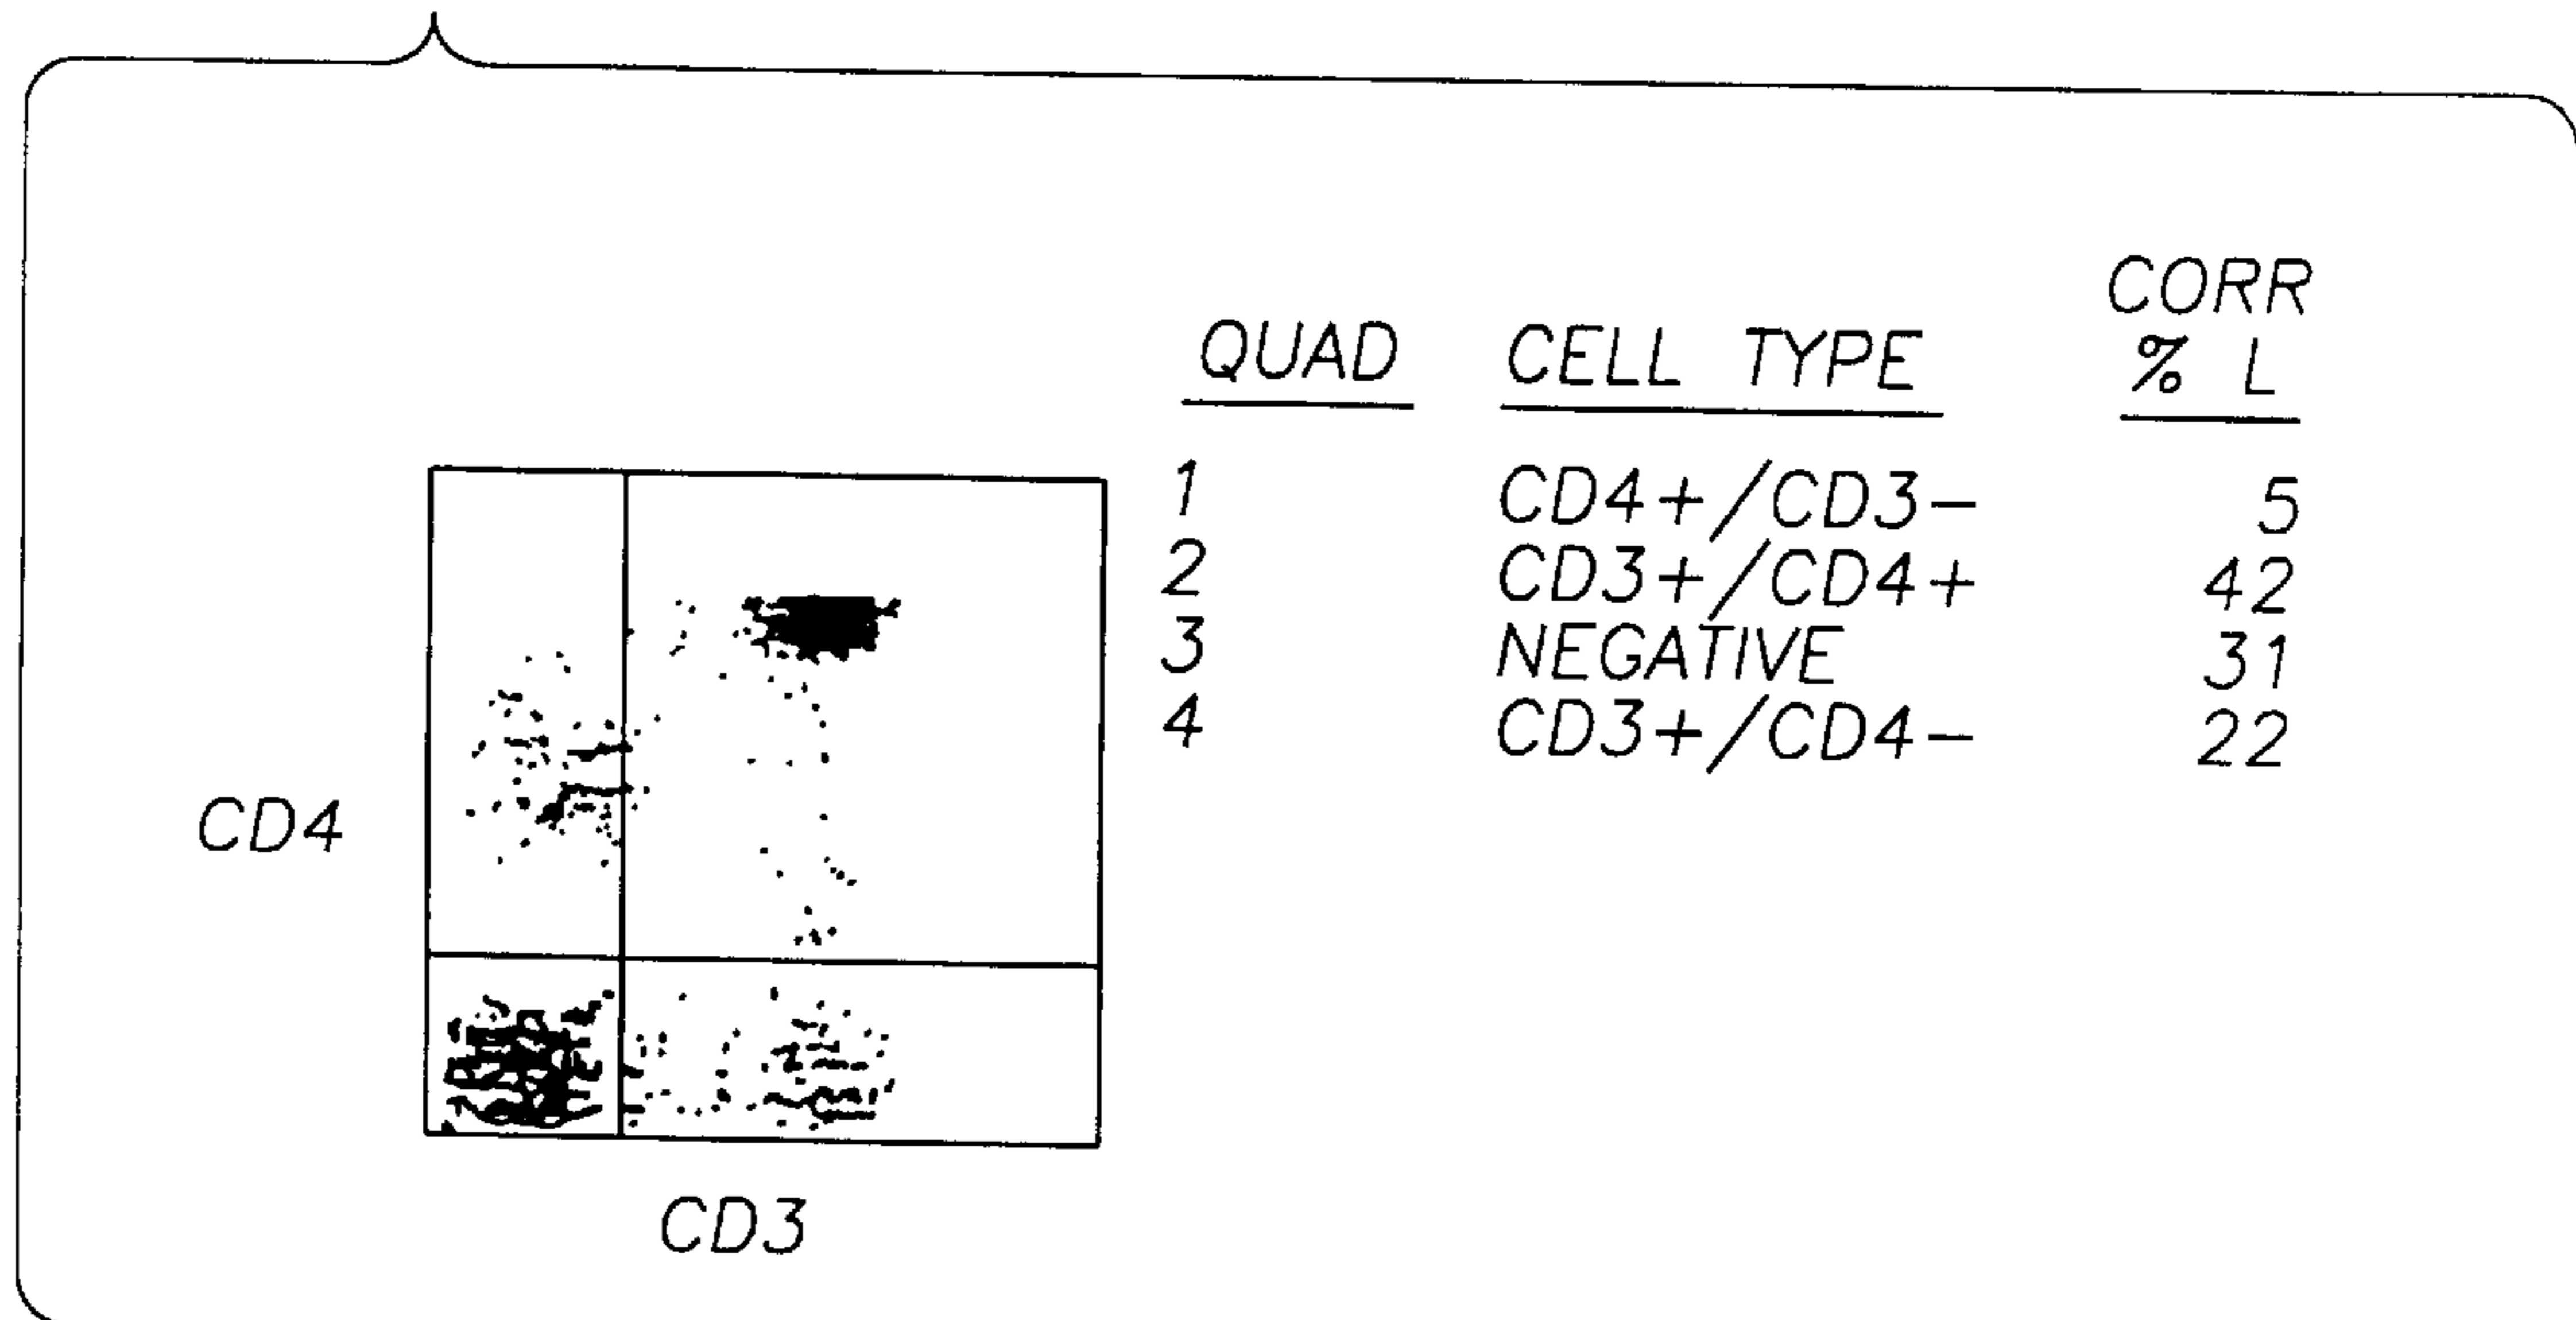 CORR
QUAD CELL TYPE % L
1 CD4+/CD3- 5
2 CD3+/CD4+ 42
3 NEGATIVE 31
4 CD3+/CD4- 22
CD4
CD3